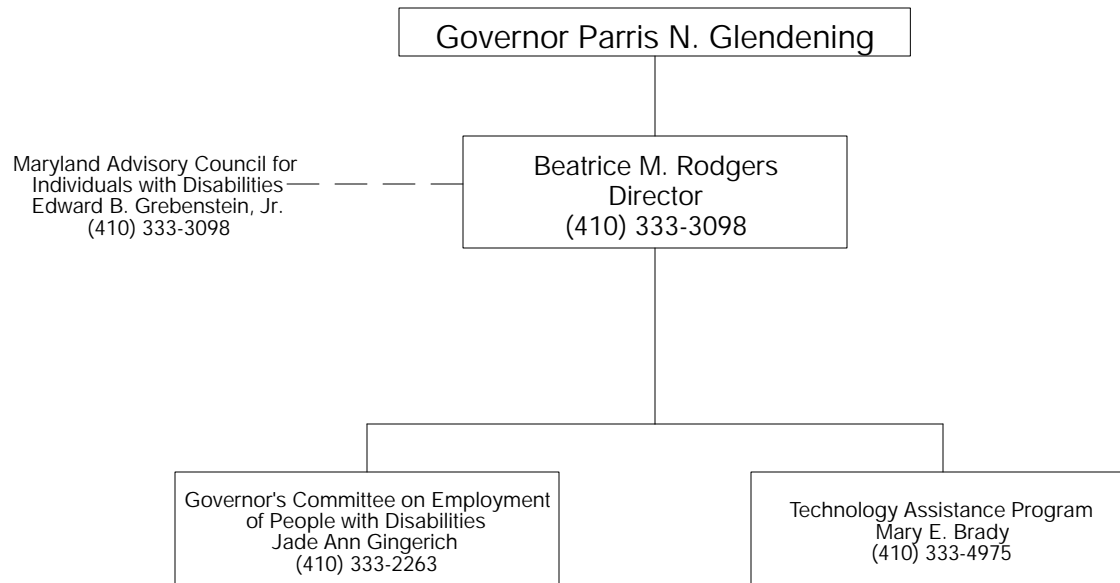 Governor Parris N. Glendening
Beatrice M. Rodgers
Director
(410) 333-3098
Maryland Advisory Council for
Individuals with Disabilities
Edward B. Grebenstein, Jr.
(410) 333-3098
Governor's Committee on Employment
of People with Disabilities
Jade Ann Gingerich
(410) 333-2263
Technology Assistance Program
Mary E. Brady
(410) 333-4975